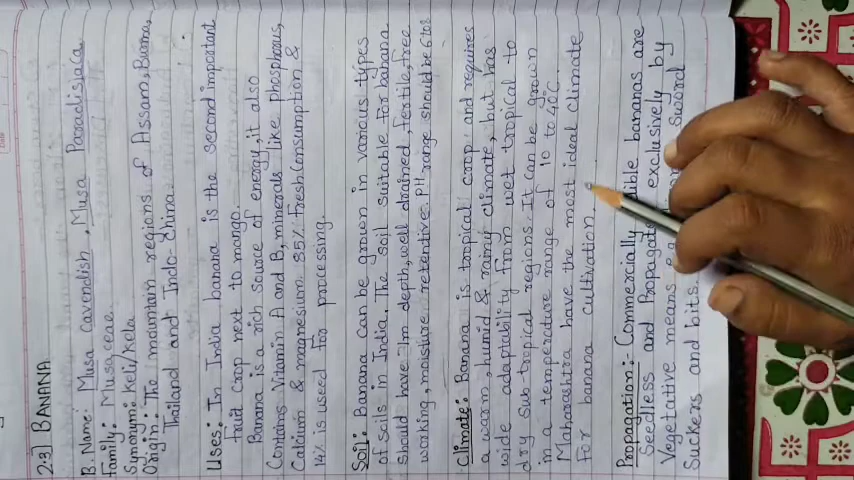 2.3) BANANA
B. Name: Musa cavendish, Musa Paradisiaca
Family: Musaceae
Synonym: Keli/Kela
Origin: The mountain regions of Assam, Burma,
Thailand and Indo-China.
Uses: In India banana is the second important
fruit crop next to mango.
Banana is a rich source of energy, it also
Contains Vitamin A and B, minerals like phosphorus,
Calcium & magnesium. 85% fresh consumption &
14% is useed for processing.
Soil: Banana can be grown in various types
of soils in India. The soil suitable for banana
should have 1m depth, well drained, fertile, free
working, moisture retentive. PH range should be 6 to 8
Climate: Banana is tropical crop and requires
a warm, humid & rainy climate, but has
wide adaptability from wet tropical to
dry sub-tropical regions. It can be grown
in a temperature range of 10 to 40°C.
Maharashtra have the most ideal climate
for banana cultivation.
Propagation:- Commercially ible bananas are
Seedless and Propagate exclusively by
Vegetative means e.g. Sword
Suckers and bits.